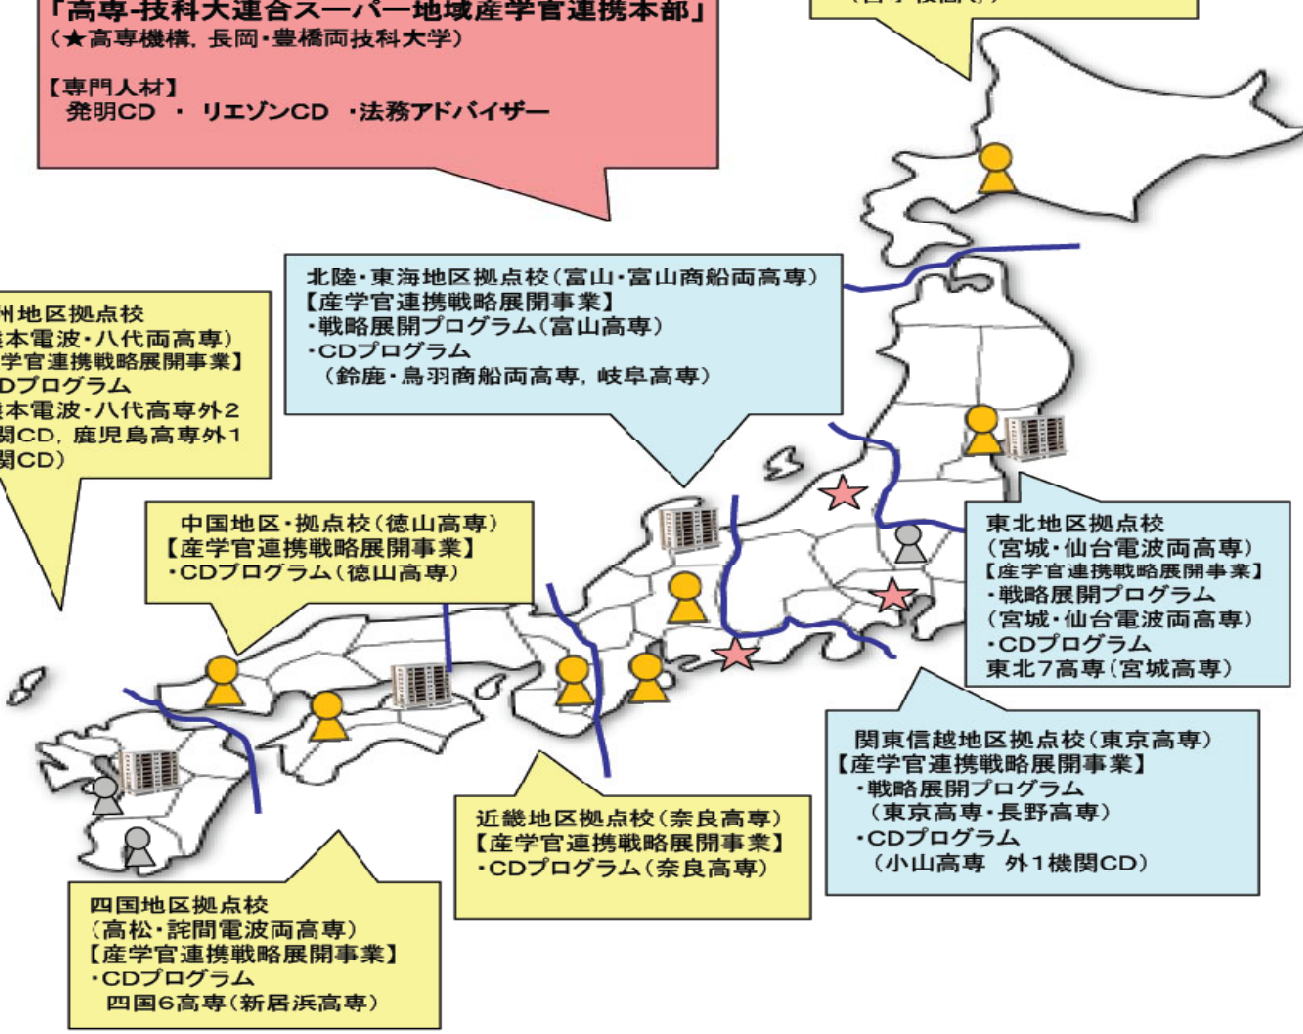 「高専-技科大連合スーパー地域産学官連携本部」
(★高専機構, 長岡・豊橋両技科大学)
【専門人材】
発明CD ・ リエゾンCD ・法務アドバイザー
北陸・東海地区拠点校(富山・富山商船両高専)
【産学官連携戦略展開事業】
・戦略展開プログラム(富山高専)
・CDプログラム
(鈴鹿・鳥羽商船両高専, 岐阜高専)
州地区拠点校
本電波・八代両高専)
学官連携戦略展開事業】
Dプログラム
本電波・八代高専外2
関CD, 鹿児島高専外1
関CD)
中国地区・拠点校(徳山高専)
【産学官連携戦略展開事業】
・CDプログラム(徳山高専)
東北地区拠点校
(宮城・仙台電波両高専)
【産学官連携戦略展開事業】
・戦略展開プログラム
(宮城・仙台電波両高専)
・CDプログラム
東北7高専(宮城高専)
関東信越地区拠点校(東京高専)
【産学官連携戦略展開事業】
・戦略展開プログラム
(東京高専・長野高専)
・CDプログラム
(小山高専 外1機関CD)
近畿地区拠点校(奈良高専)
【産学官連携戦略展開事業】
・CDプログラム(奈良高専)
四国地区拠点校
(高松・詫間電波両高専)
【産学官連携戦略展開事業】
・CDプログラム
四国6高専(新居浜高専)